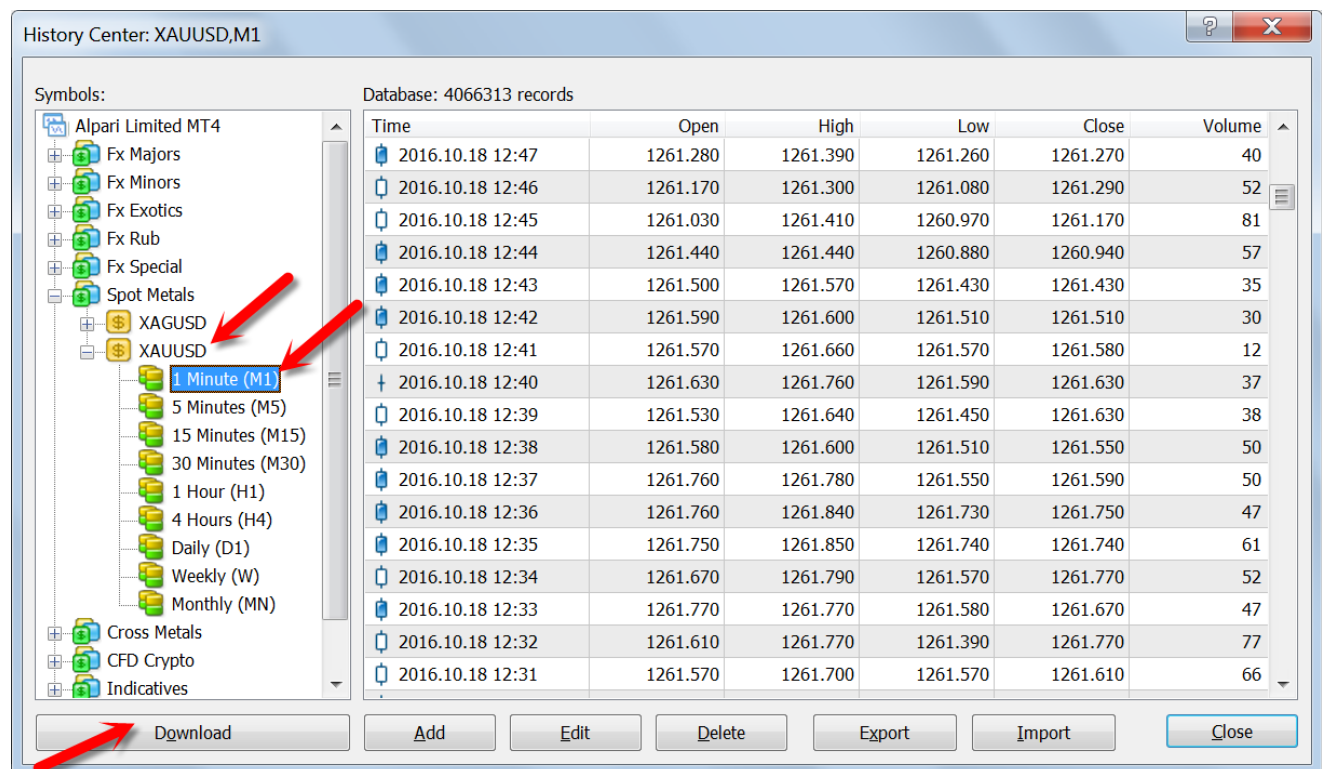 History Center: XAUUSD,M1
Symbols:
Database: 4066313 records
Alpari Limited MT4
Fx Majors
Fx Minors
Fx Exotics
Fx Rub
Fx Special
Spot Metals
XAGUSD
XAUUSD
1 Minute (M1)
5 Minutes (M5)
15 Minutes (M15)
30 Minutes (M30)
1 Hour (H1)
4 Hours (H4)
Daily (D1)
Weekly (W)
Monthly (MN)
Cross Metals
CFD Crypto
Indicatives
Time Open High Low Close Volume
2016.10.18 12:47 1261.280 1261.390 1261.260 1261.270 40
2016.10.18 12:46 1261.170 1261.300 1261.080 1261.290 52
2016.10.18 12:45 1261.030 1261.410 1260.970 1261.170 81
2016.10.18 12:44 1261.440 1261.440 1260.880 1260.940 57
2016.10.18 12:43 1261.500 1261.570 1261.430 1261.430 35
2016.10.18 12:42 1261.590 1261.600 1261.510 1261.510 30
2016.10.18 12:41 1261.570 1261.660 1261.570 1261.580 12
2016.10.18 12:40 1261.630 1261.760 1261.590 1261.630 37
2016.10.18 12:39 1261.530 1261.640 1261.450 1261.630 38
2016.10.18 12:38 1261.580 1261.600 1261.510 1261.550 50
2016.10.18 12:37 1261.760 1261.780 1261.550 1261.590 50
2016.10.18 12:36 1261.760 1261.840 1261.730 1261.750 47
2016.10.18 12:35 1261.750 1261.850 1261.740 1261.740 61
2016.10.18 12:34 1261.670 1261.790 1261.570 1261.770 52
2016.10.18 12:33 1261.770 1261.770 1261.580 1261.670 47
2016.10.18 12:32 1261.610 1261.770 1261.390 1261.770 77
2016.10.18 12:31 1261.570 1261.700 1261.570 1261.610 66
Download Add Edit Delete Export Import Close